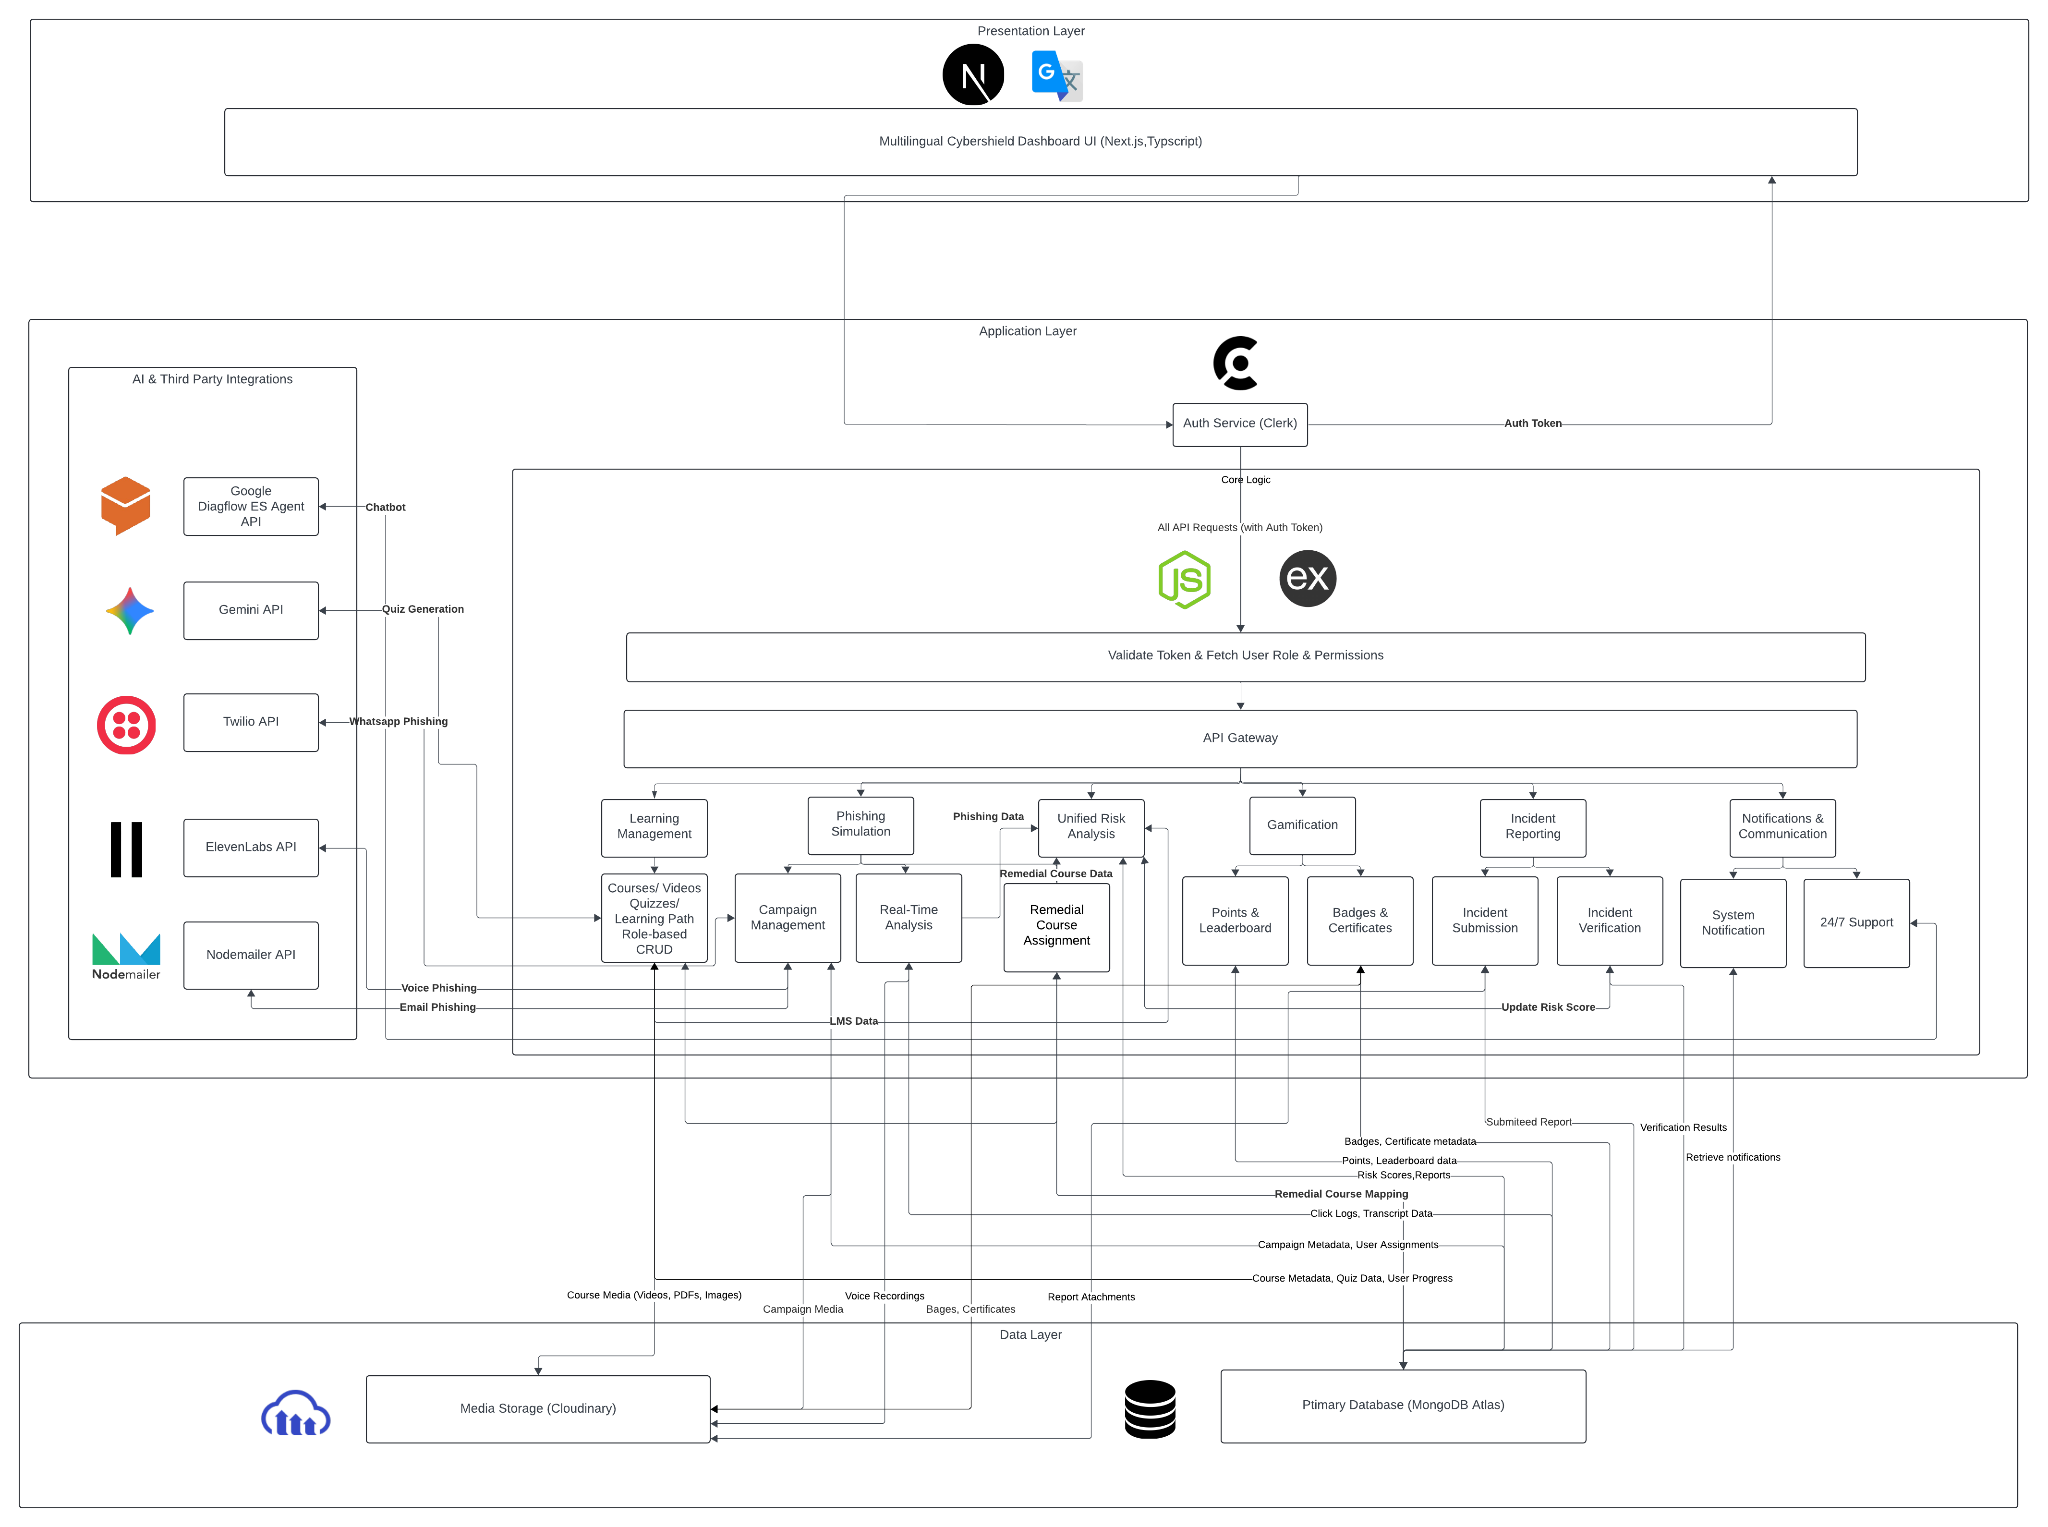 Presentation Layer
N
G
文
Multilingual Cybershield Dashboard UI (Next.js,Typscript)
Application Layer
Auth Service (Clerk)
Auth Token
AI & Third Party Integrations
Core Logic
Google
Diagflow ES Agent
API
Chatbot
All API Requests (with Auth Token)
JS
ex
Gemini API
Quiz Generation
Validate Token & Fetch User Role & Permissions
Twilio API
Whatsapp Phishing
API Gateway
ElevenLabs API
Learning
Management
Phishing
Simulation
Phishing Data
Unified Risk
Analysis
Gamification
Incident
Reporting
Notifications &
Communication
Remedial Course Data
Courses/ Videos
Quizzes/
Learning Path
Role-based
CRUD
Campaign
Management
Real-Time
Analysis
Remedial
Course
Assignment
Points &
Leaderboard
Badges &
Certificates
Incident
Submission
Incident
Verification
System
Notification
24/7 Support
Nodemailer
Nodemailer API
Voice Phishing
Email Phishing
Update Risk Score
LMS Data
Submiteed Report
Verification Results
Badges, Certificate metadata
Retrieve notifications
Points, Leaderboard data
Risk Scores,Reports
Remedial Course Mapping
Click Logs, Transcript Data
Campaign Metadata, User Assignments
Course Metadata, Quiz Data, User Progress
Course Media (Videos, PDFs, Images)
Voice Recordings
Report Atachments
Campaign Media
Bages, Certificates
Data Layer
Media Storage (Cloudinary)
Ptimary Database (MongoDB Atlas)